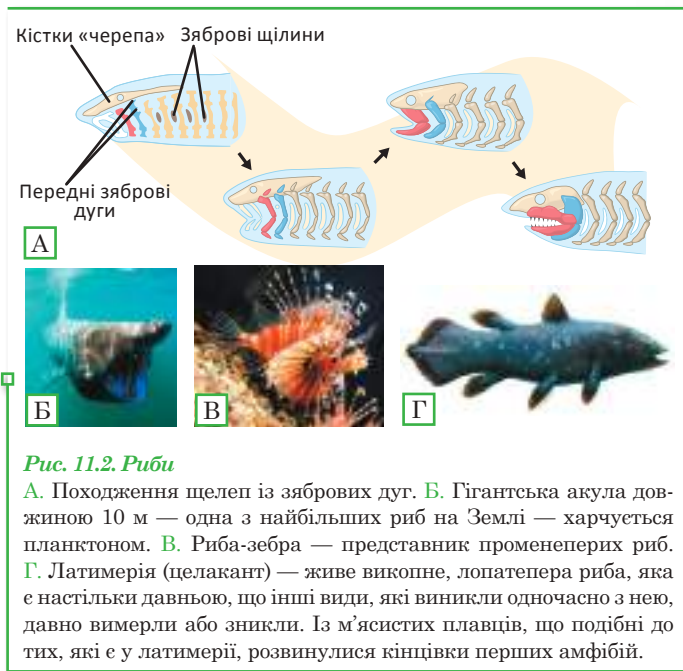 Кістки «черепа»
Зяброві щілини
Передні зяброві
дуги
А
Б
В
Г
Рис. 11.2. Риби
А. Походження щелеп із зябрових дуг. Б. Гігантська акула дов-
жиною 10 м — одна з найбільших риб на Землі — харчується
планктоном. В. Риба-зебра — представник променеперих риб.
Г. Латимерія (целакант) — живе викопне, лопатепера риба, яка
є настільки давньою, що інші види, які виникли одночасно з нею,
давно вимерли або зникли. Із м’ясистих плавців, що подібні до
тих, які є у латимерії, розвинулися кінцівки перших амфібій.